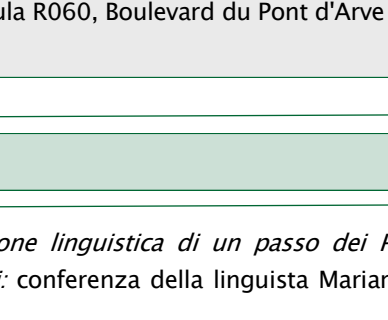 ula R060, Boulevard du Pont d'Arve
one linguistica di un passo dei
i: conferenza della linguista Marian